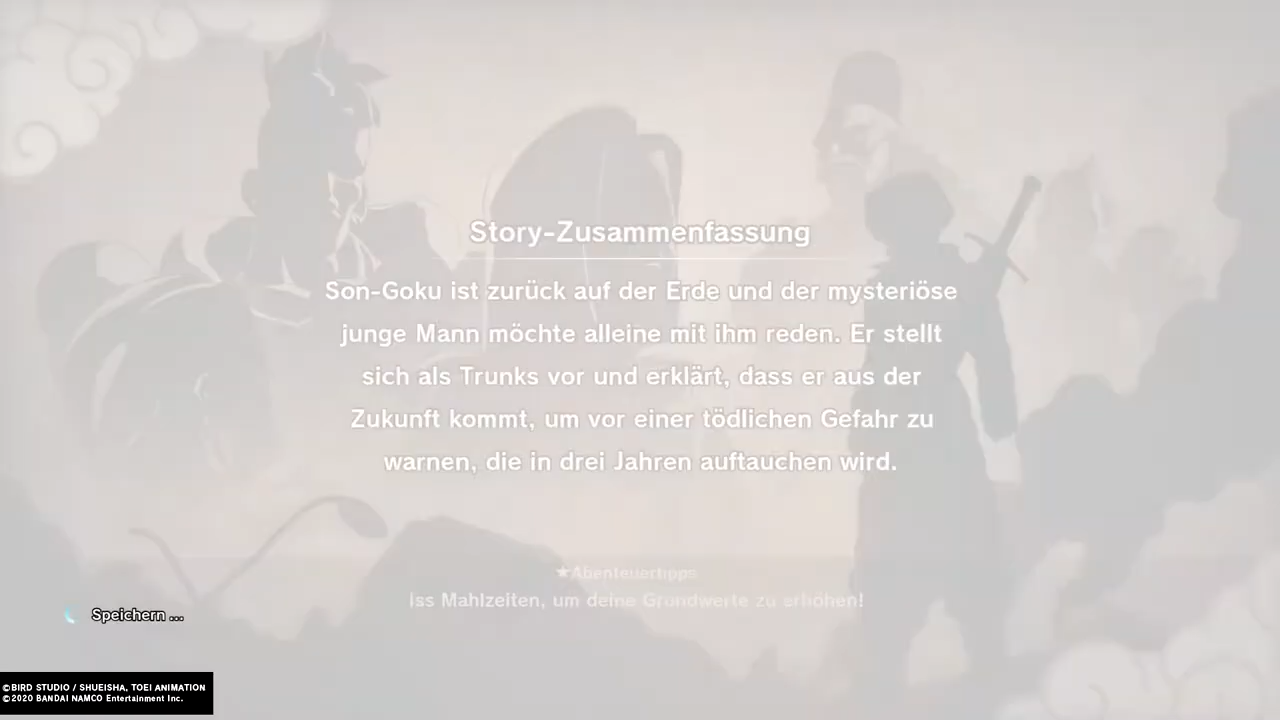 Story-Zusammenfassung
Son-Goku ist zurück auf der Erde und der mysteriöse
junge Mann möchte alleine mit ihm reden. Er stellt
sich als Trunks vor und erklärt, dass er aus der
Zukunft kommt, um vor einer tödlichen Gefahr zu
warnen, die in drei Jahren auftauchen wird.
★Abenteuertipps
Iss Mahlzeiten, um deine Grundwerte zu erhöhen!
Speichern ...
©BIRD STUDIO / SHUEISHA, TOEI ANIMATION
©2020 BANDAI NAMCO Entertainment Inc.